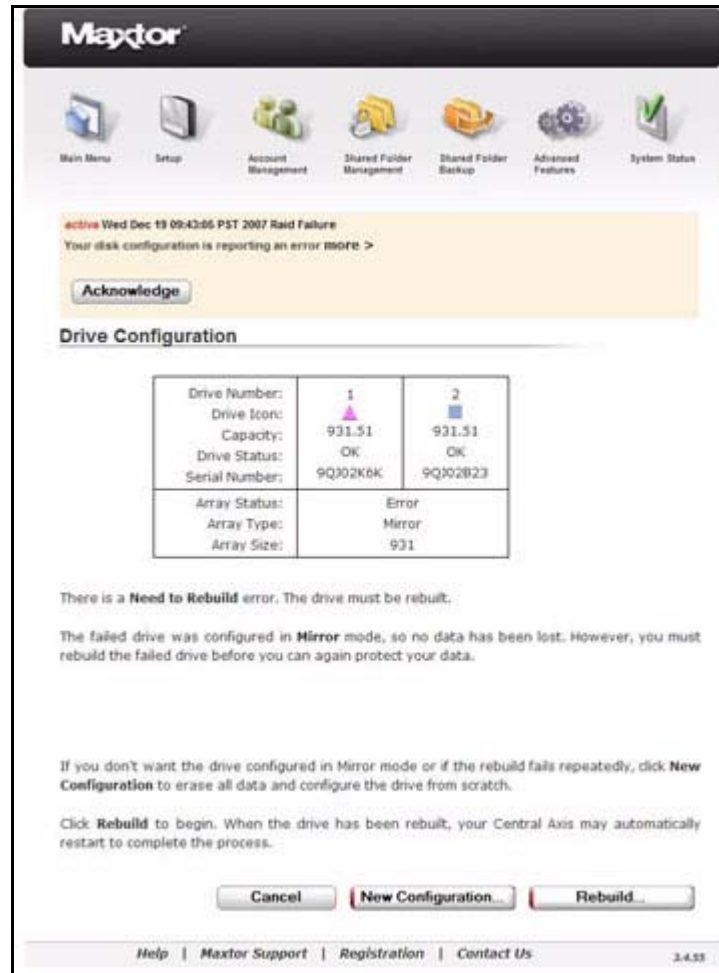 Maxtor
Main Menu
Setup
Account Management
Shared Folder Management
Shared Folder Backup
Advanced Features
System Status
active Wed Dec 19 09:43:05 PST 2007 Raid Failure
Your disk configuration is reporting an error more >
Acknowledge
Drive Configuration
Drive Number: 1 2
Drive Icon:
Capacity: 931.51 931.51
Drive Status: OK OK
Serial Number: 9QJ02K6K 9QJ02B23
Array Status: Error
Array Type: Mirror
Array Size: 931
There is a Need to Rebuild error. The drive must be rebuilt.
The failed drive was configured in Mirror mode, so no data has been lost. However, you must
rebuild the failed drive before you can again protect your data.
If you don't want the drive configured in Mirror mode or if the rebuild fails repeatedly, click New
Configuration to erase all data and configure the drive from scratch.
Click Rebuild to begin. When the drive has been rebuilt, your Central Axis may automatically
restart to complete the process.
Cancel
New Configuration...
Rebuild...
Help | Maxtor Support | Registration | Contact Us